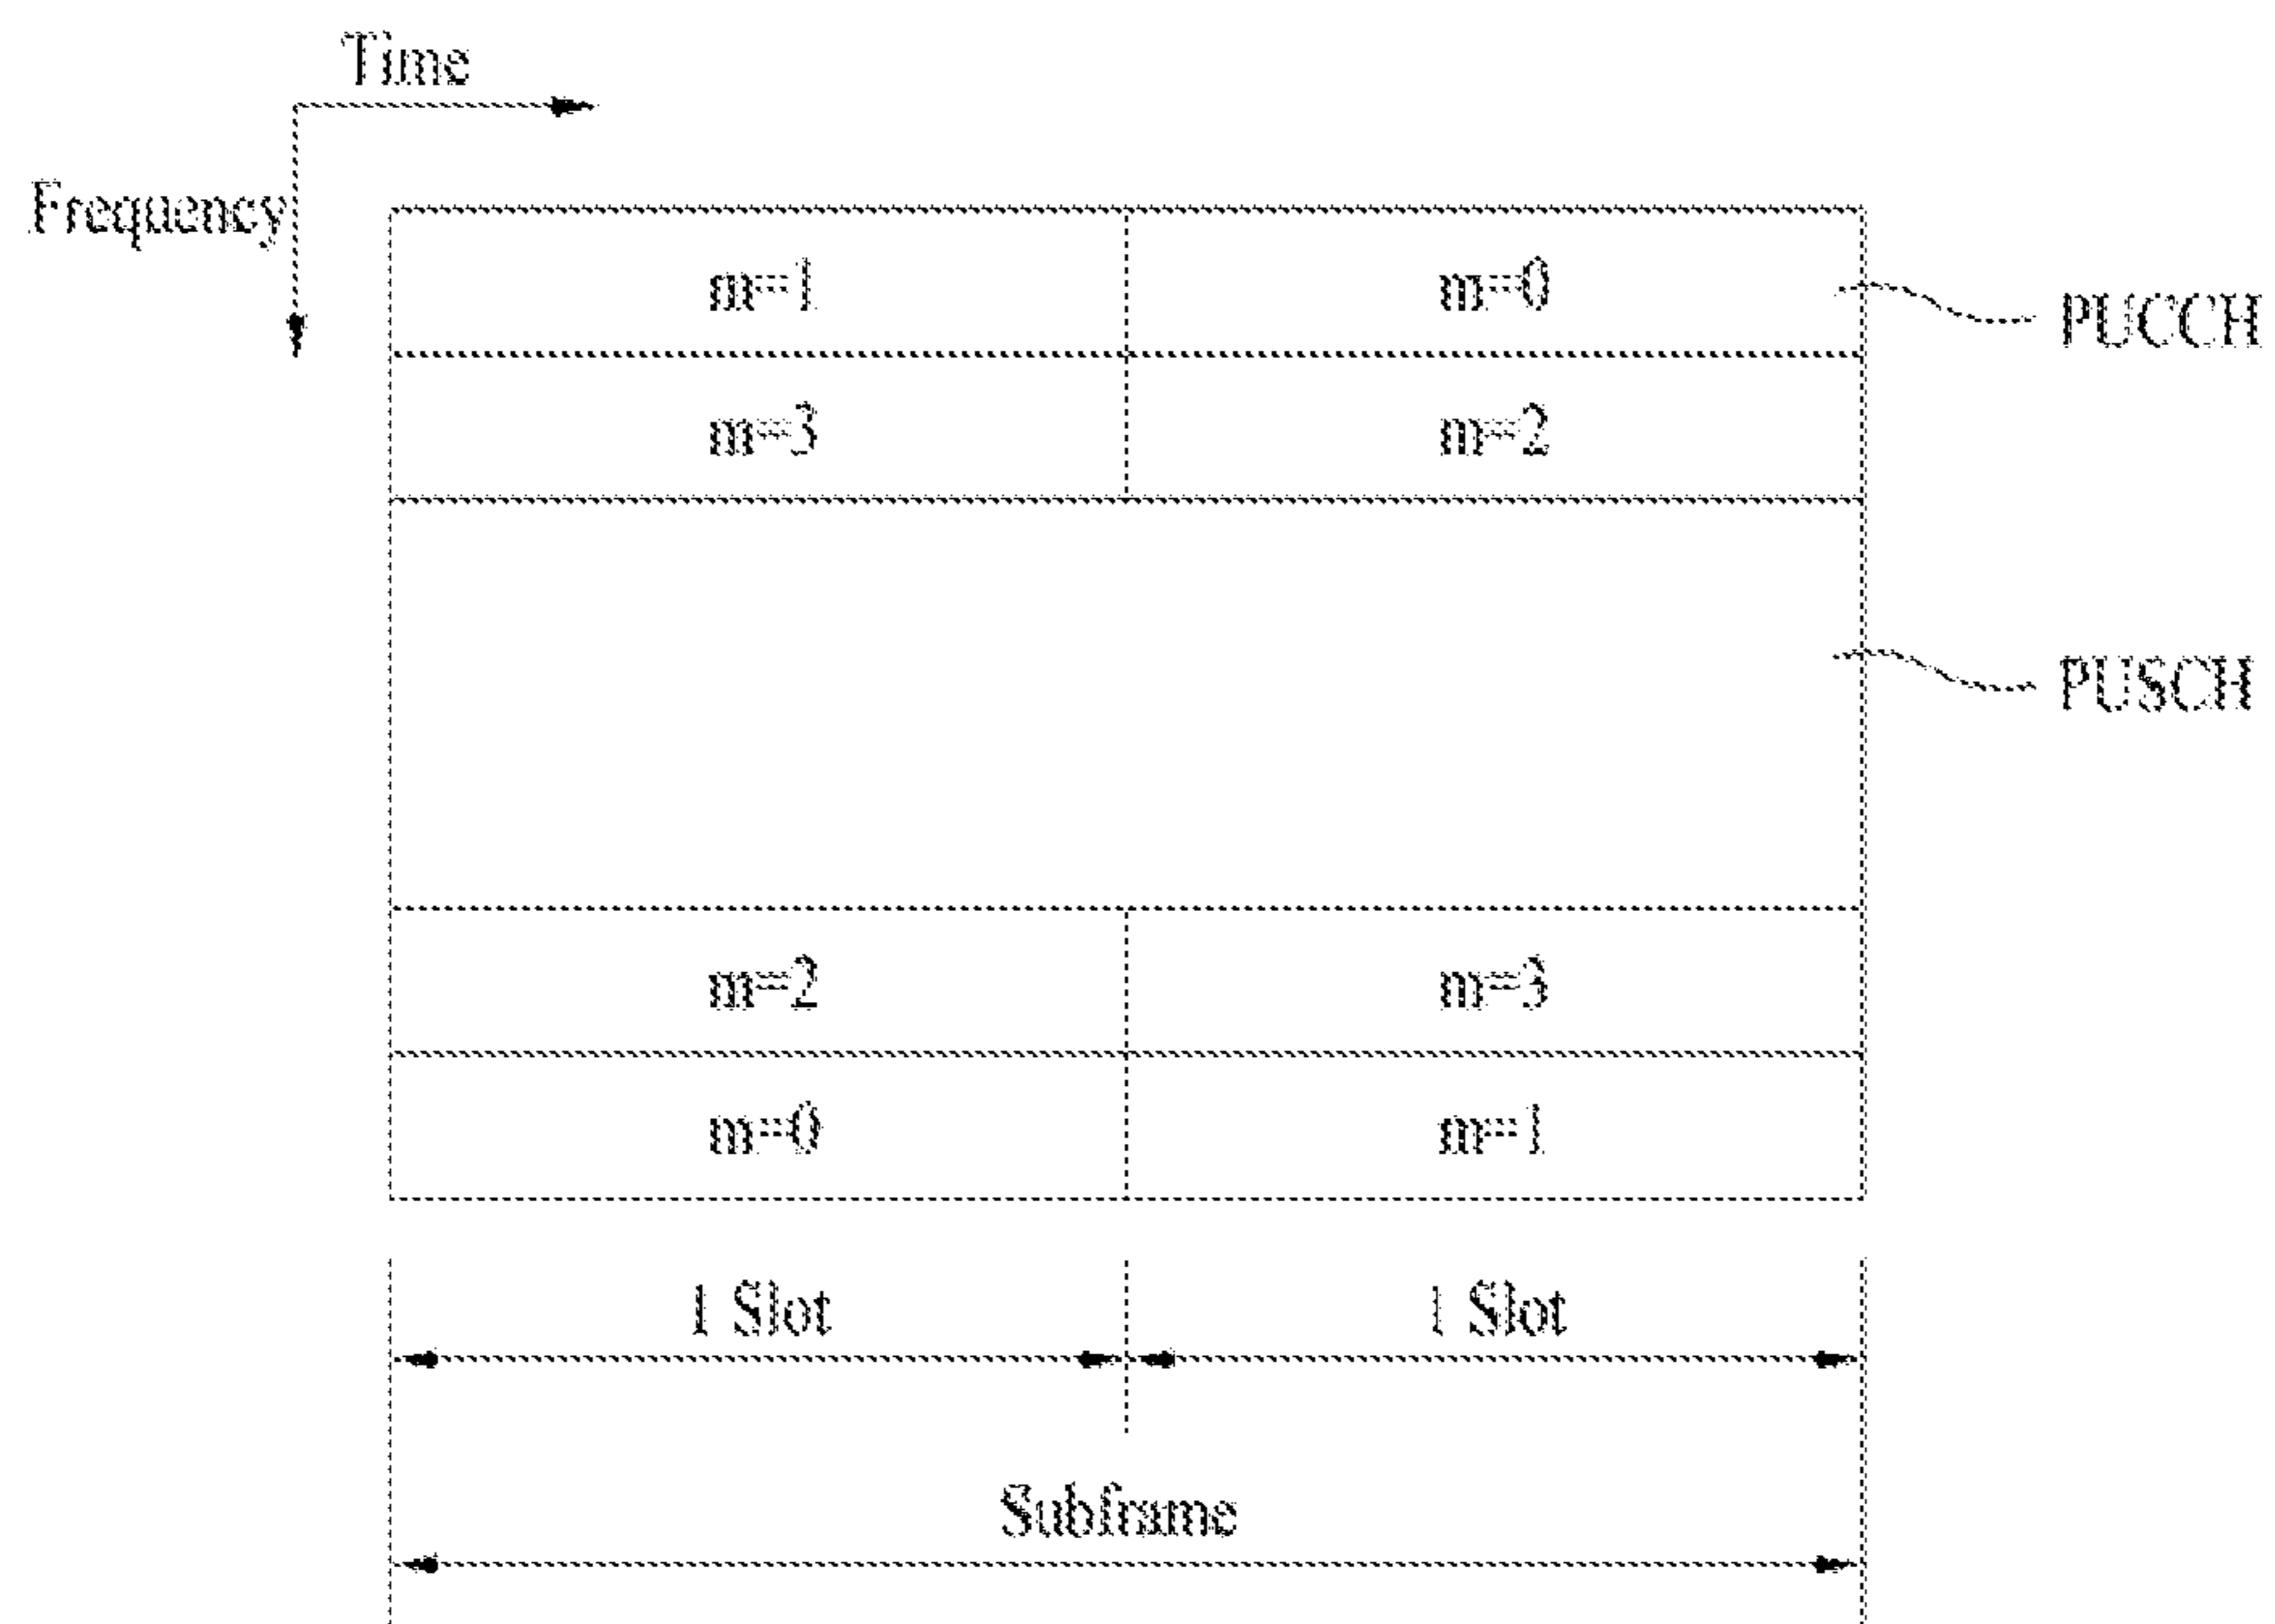 Time
Frequency
m=1 m=0
PUCCH
m=3 m=2
PUSCH
m=2 m=3
m=0 m=1
1 Slot 1 Slot
Subframe